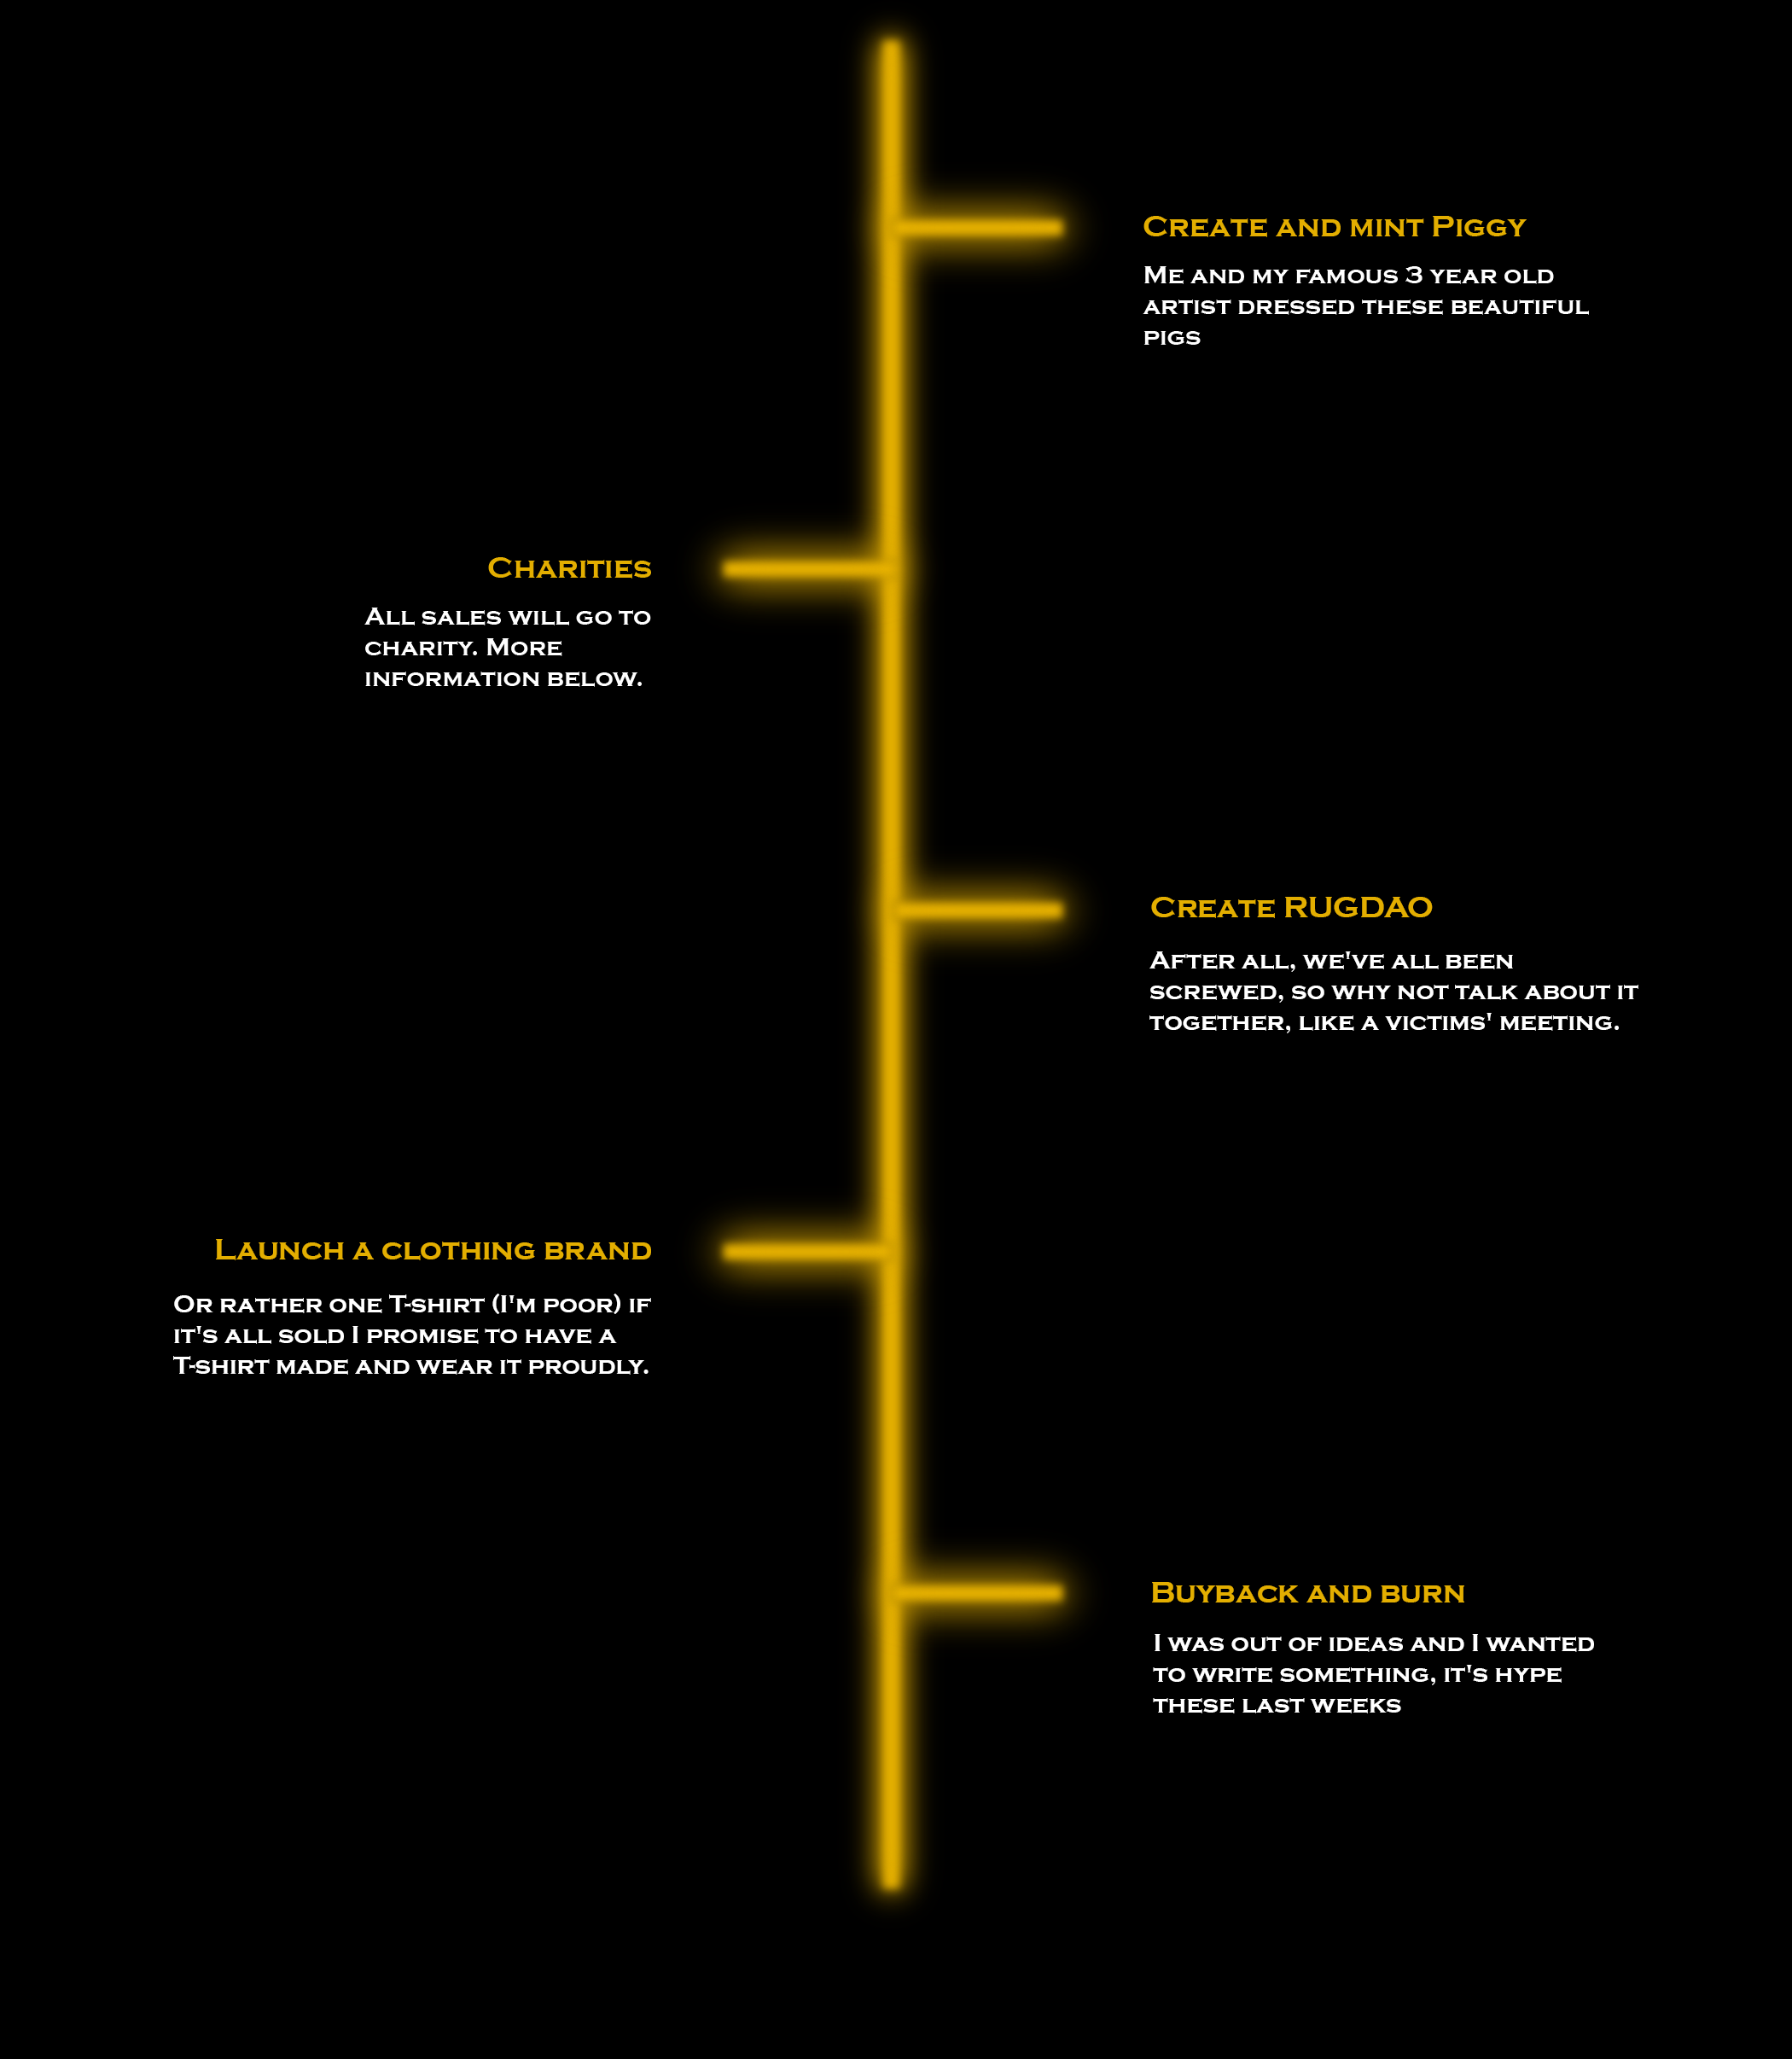 Create and mint Piggy
Me and my famous 3 year old
artist dressed these beautiful
pigs
Charities
All sales will go to
charity. More
information below.
Create RUGDAO
After all, we've all been
screwed, so why not talk about it
together, like a victims' meeting.
Launch a clothing brand
Or rather one T-shirt (I'm poor) if
it's all sold I promise to have a
T-shirt made and wear it proudly.
Buyback and burn
I was out of ideas and I wanted
to write something, it's hype
these last weeks